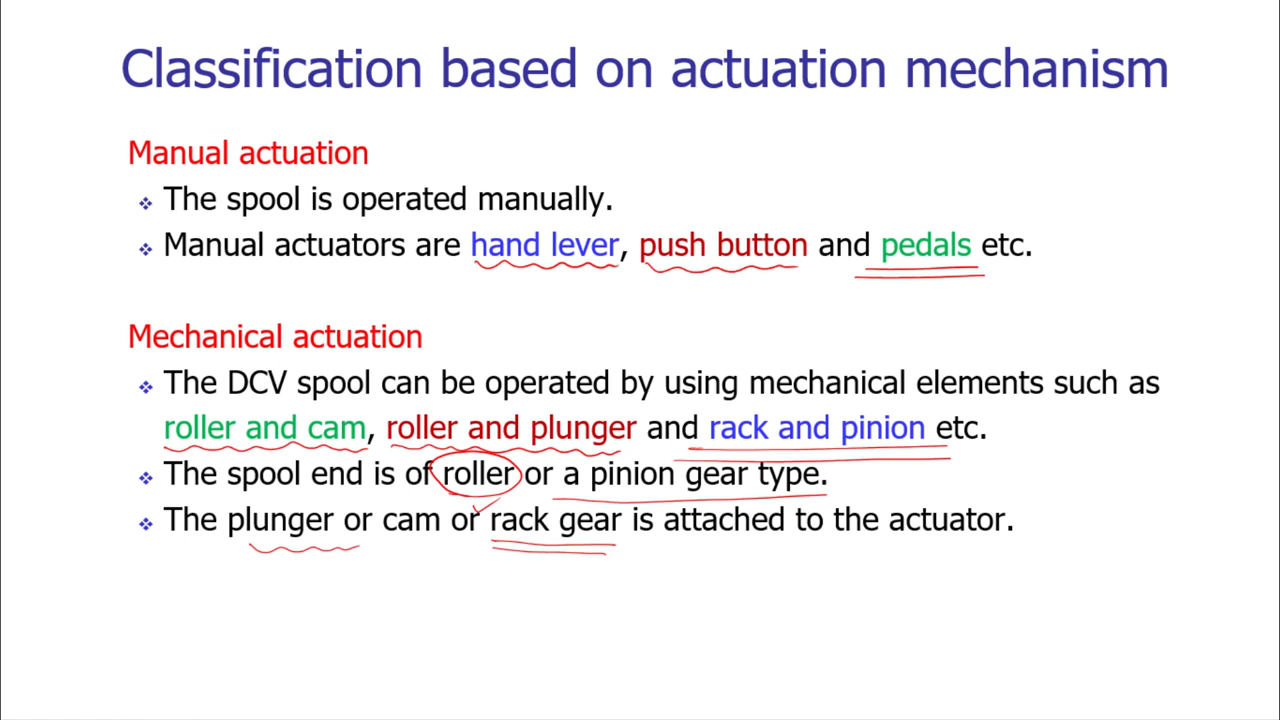 Classification based on actuation mechanism
Manual actuation
❖ The spool is operated manually.
❖ Manual actuators are hand lever, push button and pedals etc.
Mechanical actuation
❖ The DCV spool can be operated by using mechanical elements such as
roller and cam, roller and plunger and rack and pinion etc.
❖ The spool end is of roller or a pinion gear type.
❖ The plunger or cam or rack gear is attached to the actuator.